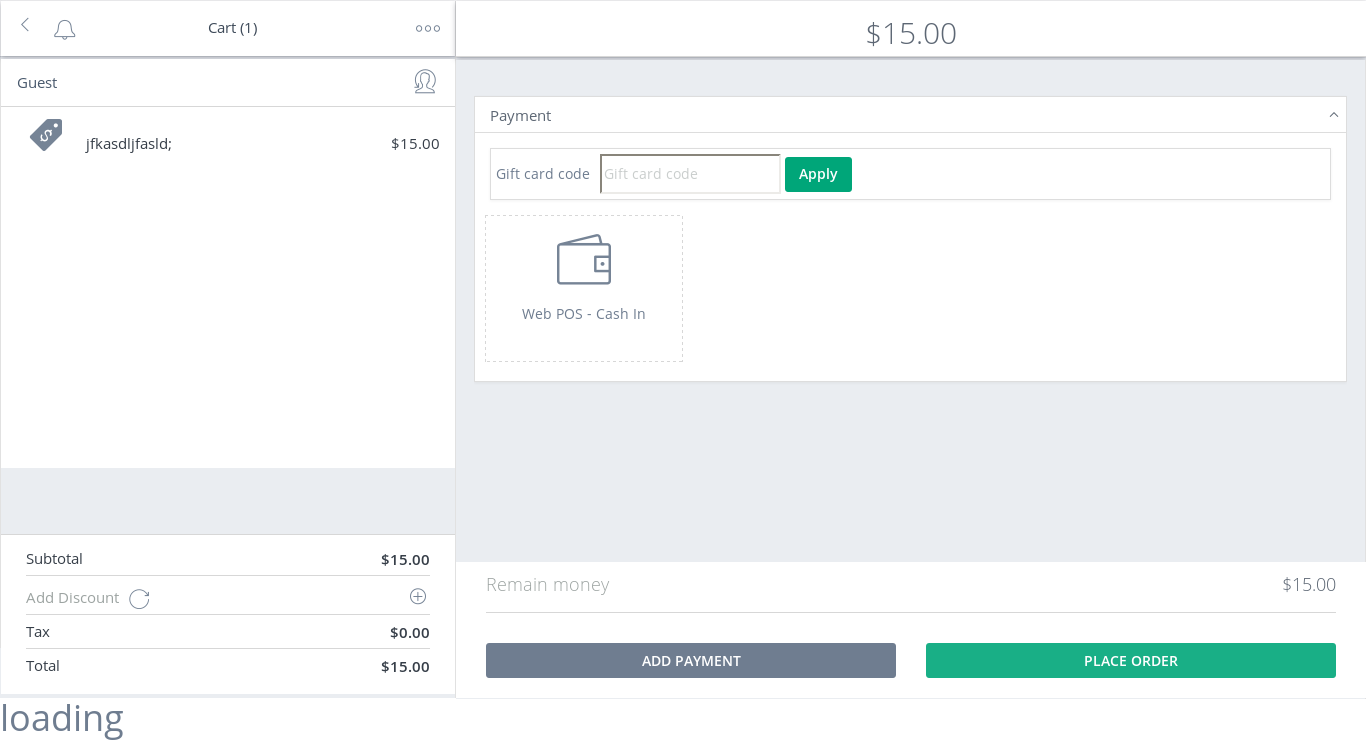 Cart (1)
$15.00
Guest
jfkasdljfasld; $15.00
Payment
Gift card code Gift card code Apply
Web POS - Cash In
Subtotal $15.00
Add Discount
Tax $0.00
Total $15.00
Remain money $15.00
ADD PAYMENT PLACE ORDER
loading